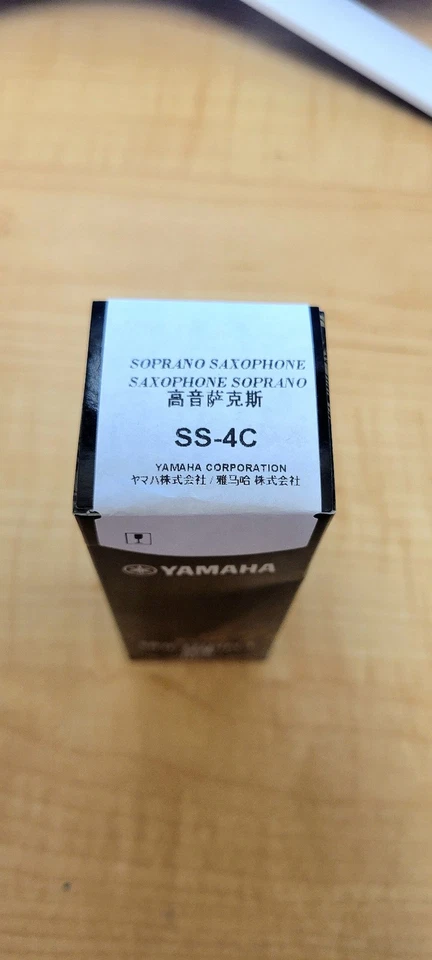 SOPRANO SAXOPHONE
SAXOPHONE SOPRANO
高音萨克斯
SS-4C
YAMAHA CORPORATION
ヤマハ株式会社 / 雅马哈 株式会社
YAMAHA